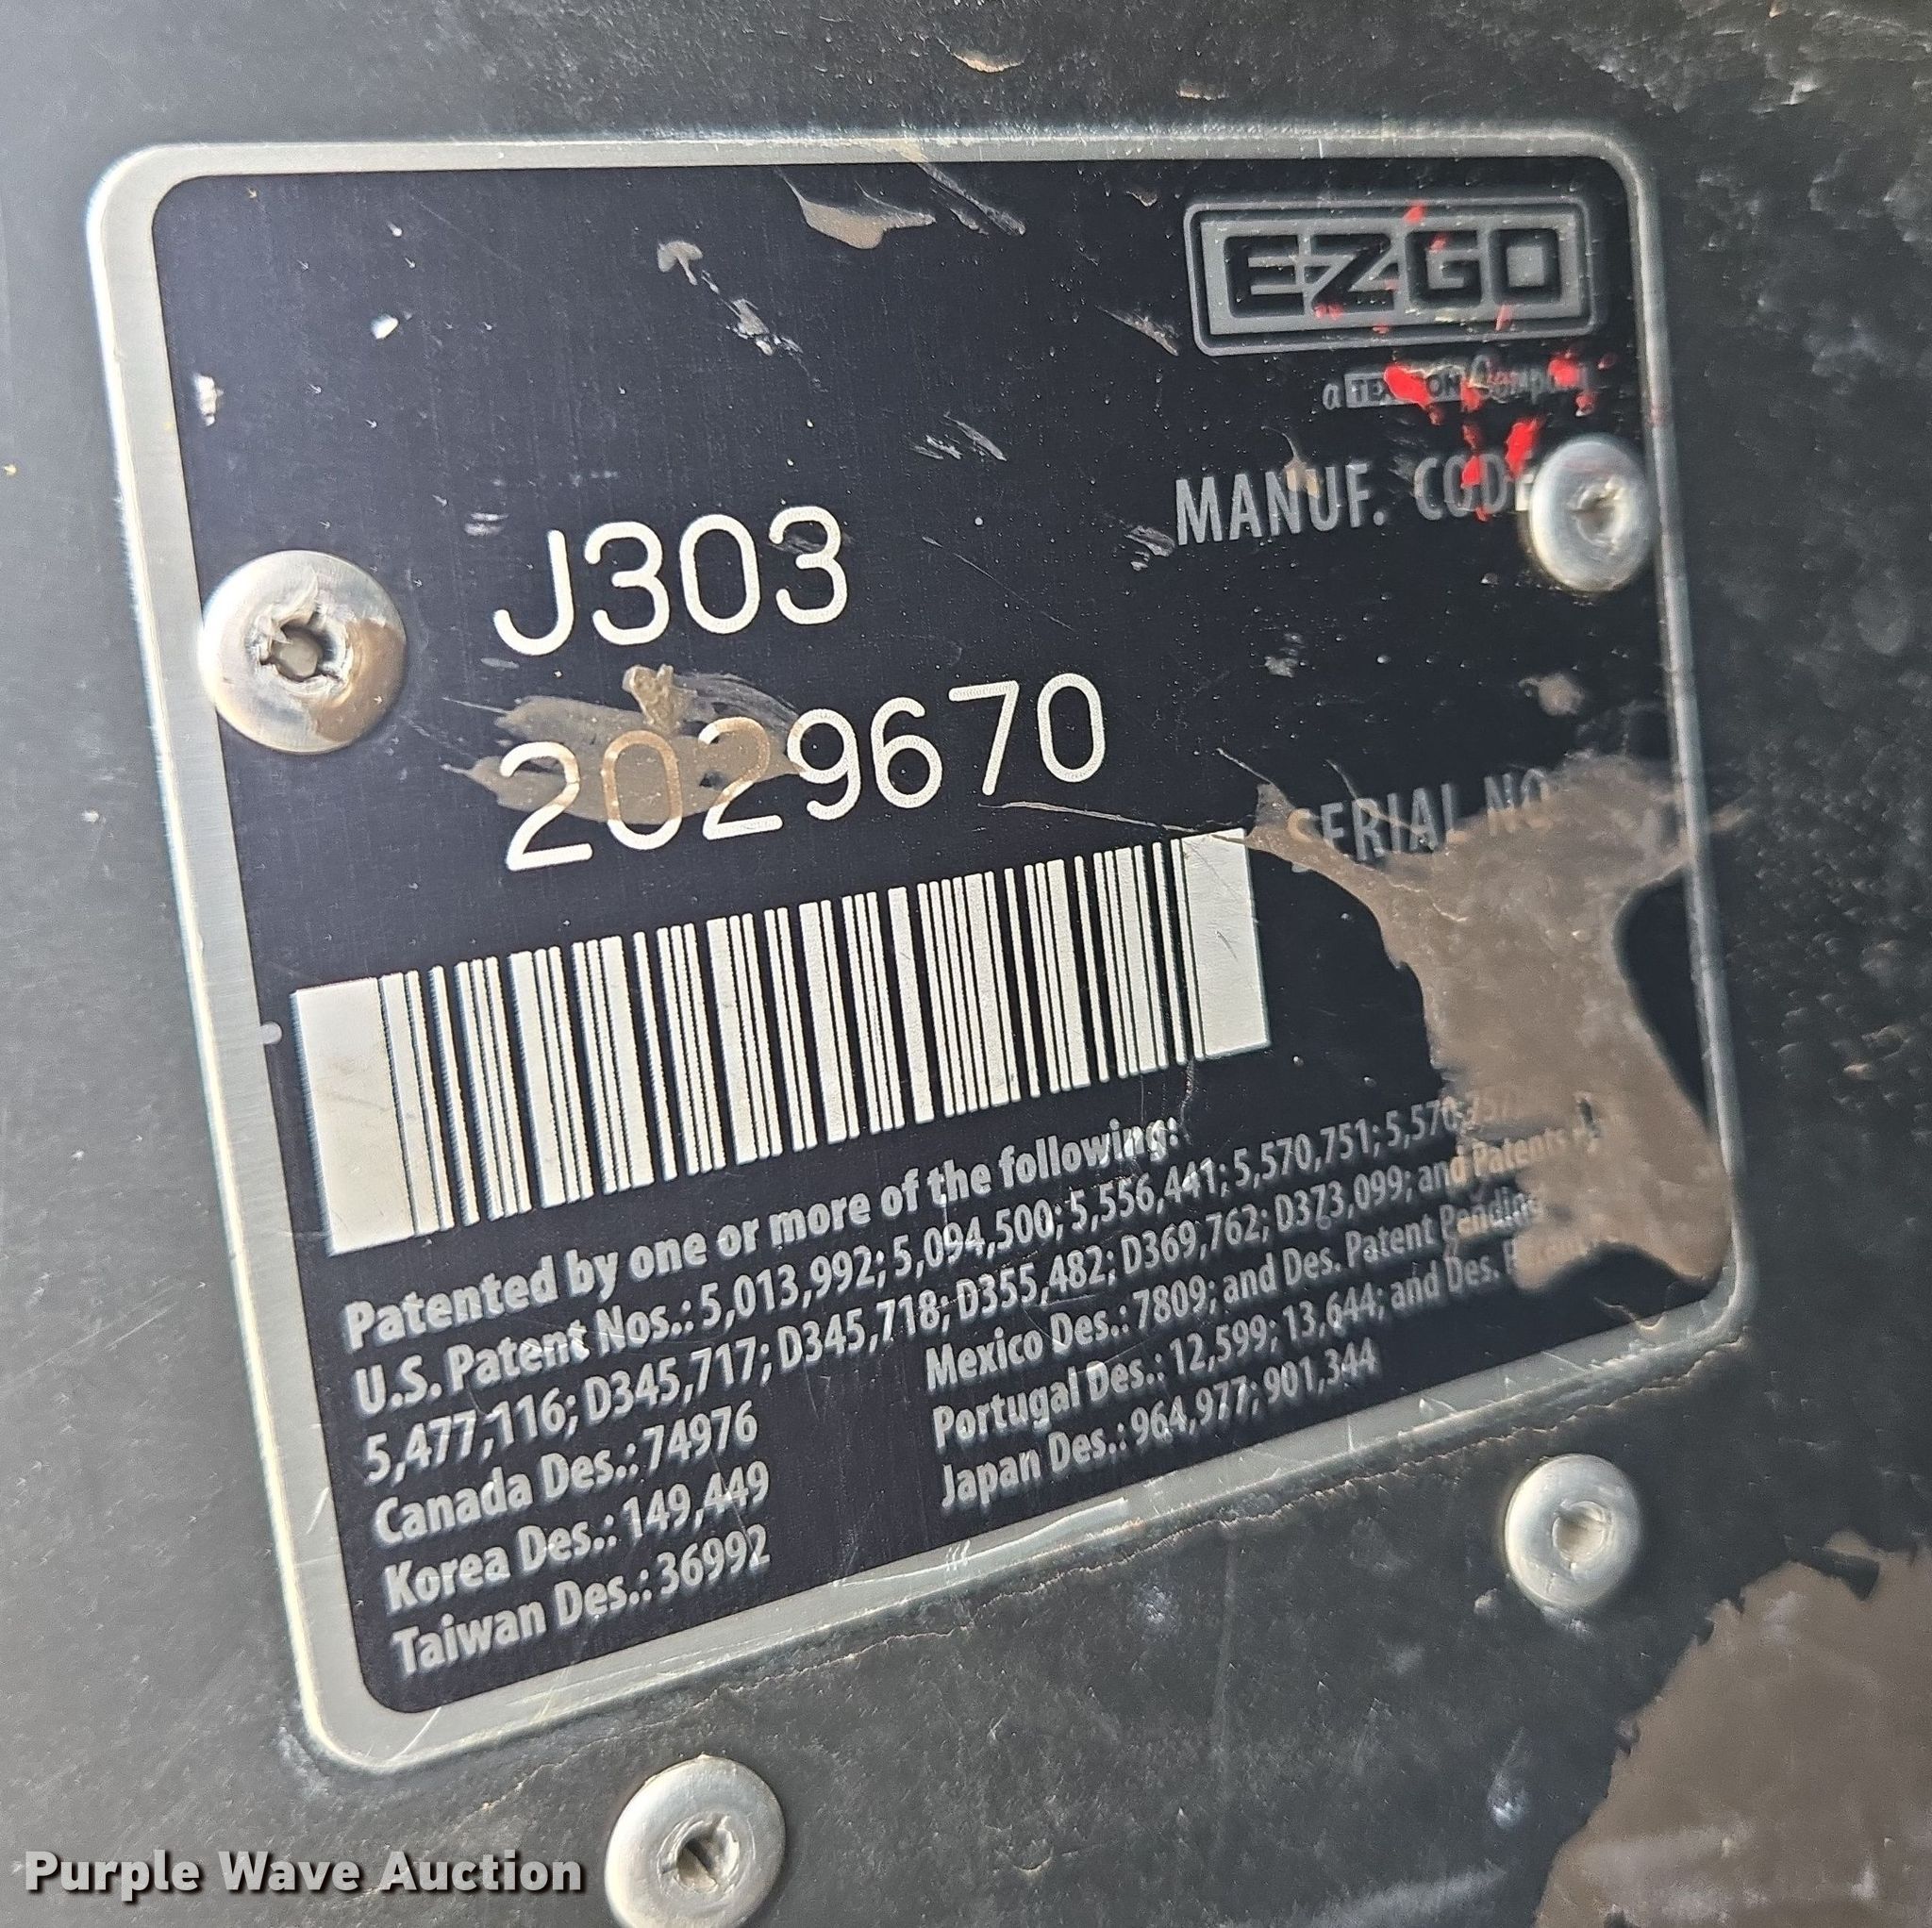 EZGO
a TEXTRON Company
MANUF. CODE
J303
2029670
SERIAL NO
Patented by one or more of the following:
U.S. Patent Nos.: 5,013,992; 5,094,500; 5,556,441; 5,570,751; 5,570,757;
5,477,116; D345,717; D345,718; D355,482; D369,762; D373,099; and Patents
Canada Des.: 74976
Korea Des.: 149,449
Taiwan Des.: 36992
Mexico Des.: 7809; and Des. Patent Pending
Portugal Des.: 12,599; 13,644; and Des.
Japan Des.: 964,977; 901,344
Purple Wave Auction